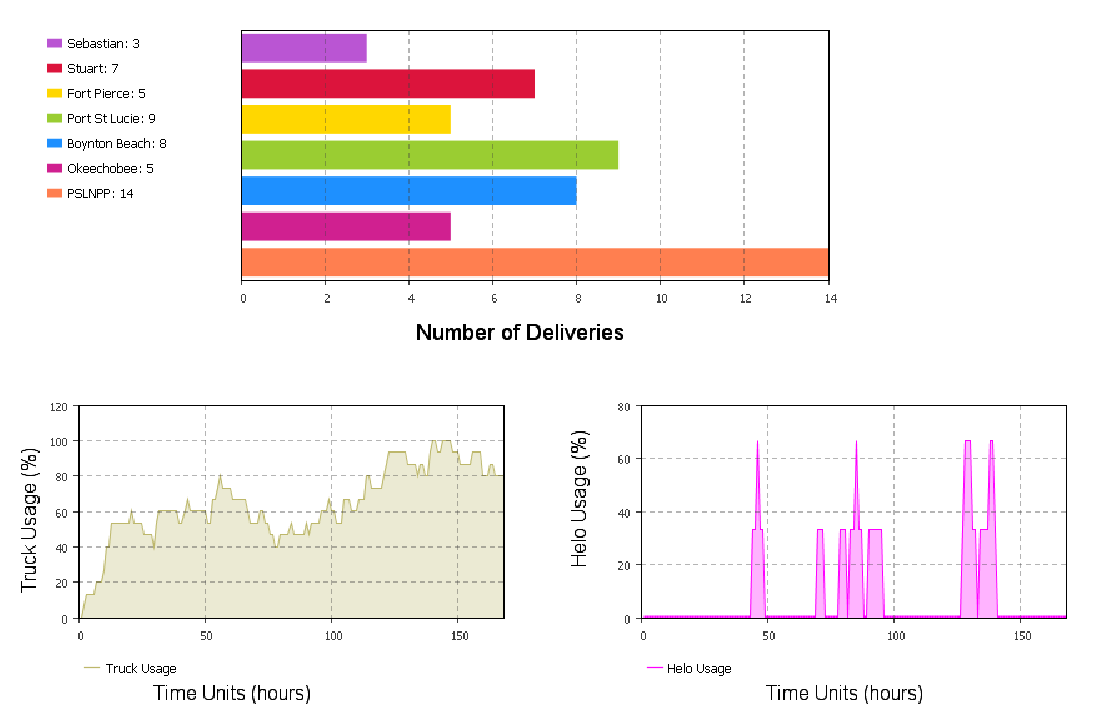 Sebastian: 3
Stuart: 7
Fort Pierce: 5
Port St Lucie: 9
Boynton Beach: 8
Okeechobee: 5
PSLNPP: 14
0 2 4 6 8 10 12 14
Number of Deliveries
120
100
80
60
40
20
0
Truck Usage (%)
0 50 100 150
Truck Usage
Time Units (hours)
80
60
40
20
0
Helo Usage (%)
0 50 100 150
Helo Usage
Time Units (hours)